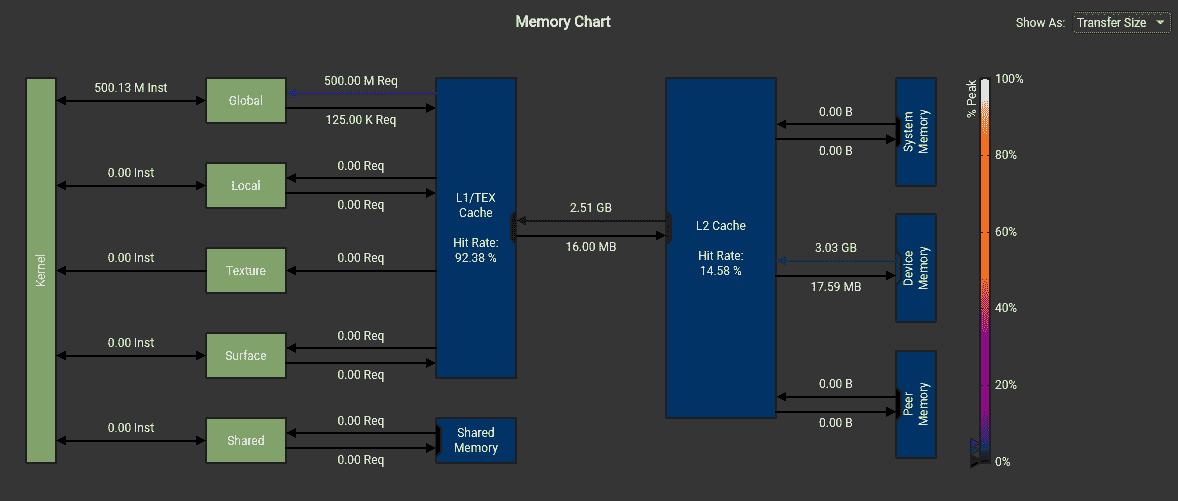 Memory Chart
Show As: Transfer Size
Kernel
500.13 M Inst
0.00 Inst
0.00 Inst
0.00 Inst
0.00 Inst
Global
Local
Texture
Surface
Shared
500.00 M Req
125.00 K Req
0.00 Req
0.00 Req
0.00 Req
0.00 Req
0.00 Req
0.00 Req
0.00 Req
L1/TEX
Cache
Hit Rate:
92.38 %
Shared
Memory
2.51 GB
16.00 MB
L2 Cache
Hit Rate:
14.58 %
0.00 B
0.00 B
3.03 GB
17.59 MB
0.00 B
0.00 B
System
Memory
Device
Memory
Peer
Memory
% Peak
100%
80%
60%
40%
20%
0%